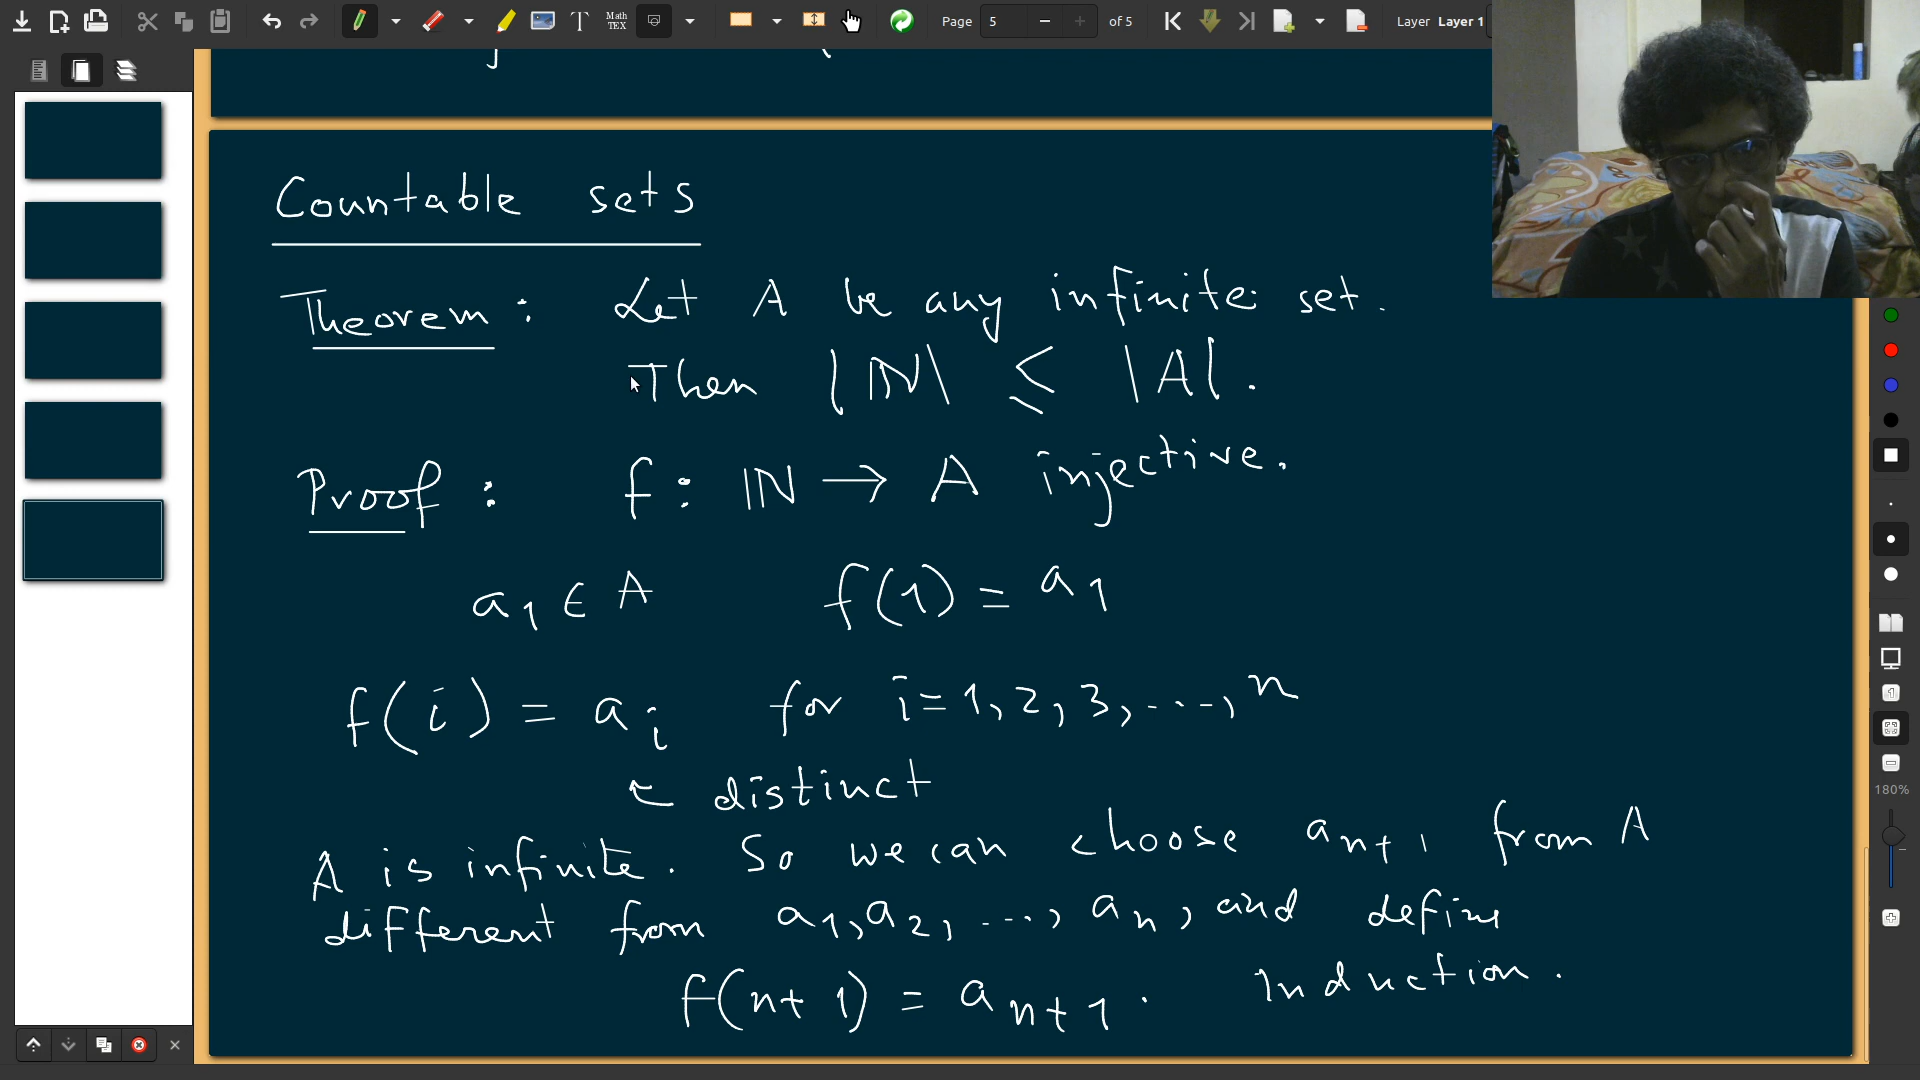 Page 5 of 5 Layer Layer 1
Math
TEX
Countable sets
Theorem : Let A be any infinite set.
Then |ℕ| ≤ |A|.
Proof : f : ℕ → A injective.
a₁ ∈ A f(1) = a₁
f(i) = aᵢ for i=1,2,3,...,n
← distinct
A is infinite. So we can choose aₙ₊₁ from A
different from a₁,a₂,...,aₙ, and define
f(n+1) = aₙ₊₁. Induction.
180%